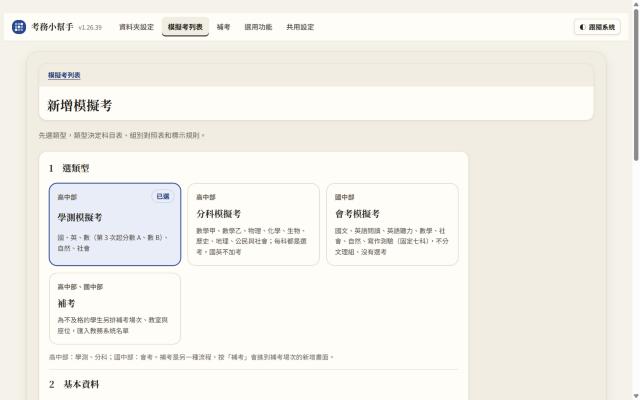 考務小幫手 v1.26.39 資料夾設定 模擬考列表 補考 選用功能 共用設定 跟隨系統
模擬考列表
新增模擬考
先選類型，類型決定科目表、組別對照表和標示規則。
1 選類型
高中部 已選
學測模擬考
國、英、數（第 3 次起分數 A、數 B）、
自然、社會
高中部
分科模擬考
數學甲、數學乙、物理、化學、生物、
歷史、地理、公民與社會；每科都是選
考，國英不加考
國中部
會考模擬考
國文、英語閱讀、英語聽力、數學、社
會、自然、寫作測驗（固定七科），不分
文理組，沒有選考
高中部、國中部
補考
為不及格的學生另排補考場次、教室與
座位，匯入教務系統名單
高中部：學測、分科；國中部：會考。補考是另一種流程，按「補考」會進到補考場次的新增畫面。
2 基本資料